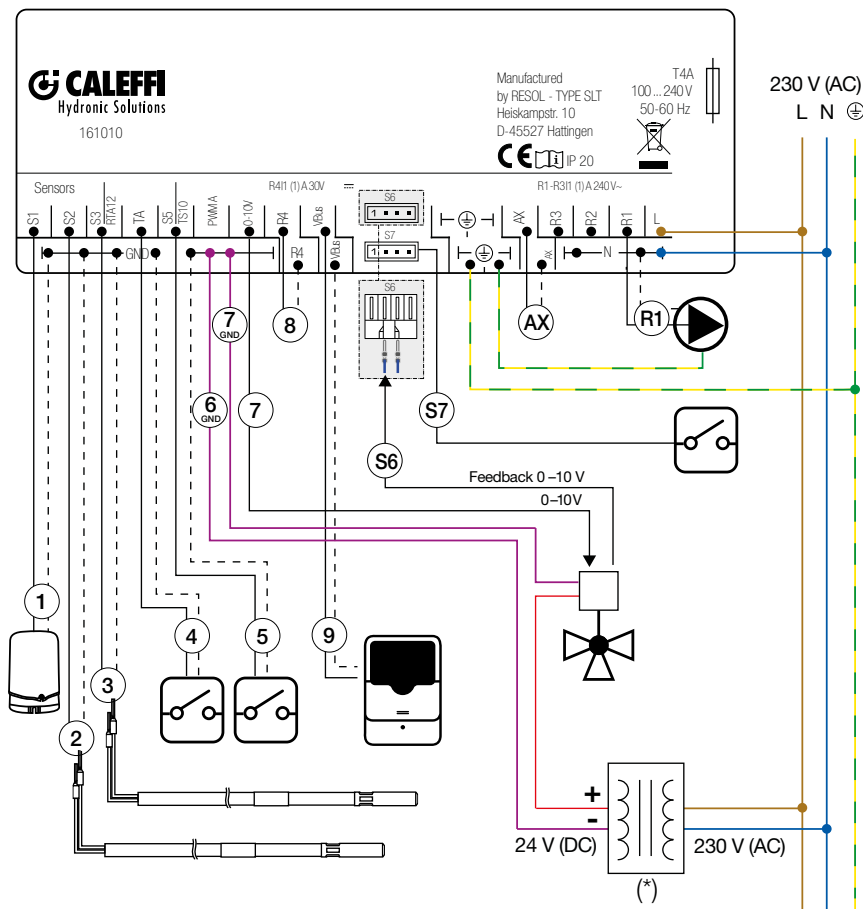 CALEFFI
Hydronic Solutions
161010
Manufactured
by RESOL - TYPE SLT
Heiskampstr. 10
D-45527 Hattingen
CE i IP 20
T4A
100 ... 240 V
50-60 Hz
230 V (AC)
L N
Sensors
R4I1 (1) A 30V
R1-R3I1 (1) A 240 V~
S1
S2
S3
RTA12
TA
S5
TS10
PWM A
0-10V
R4
VBus
S6
1
S7
1
AX
R3
R2
R1
L
GND
R4
VBus
AX
N
S6
7
GND
8
AX
R1
6
GND
7
S7
S6
Feedback 0–10 V
0–10V
1
4
5
9
3
2
+
-
24 V (DC)
230 V (AC)
(*)